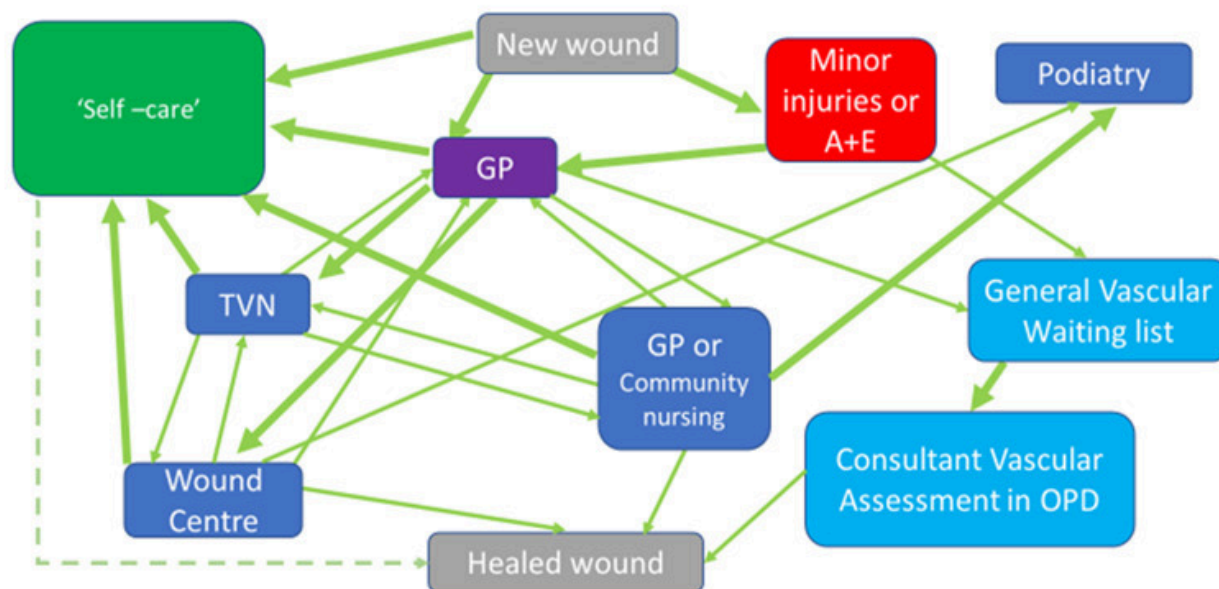 New wound
'Self –care'
Minor
injuries or
A+E
Podiatry
GP
TVN
GP or
Community
nursing
General Vascular
Waiting list
Wound
Centre
Consultant Vascular
Assessment in OPD
Healed wound